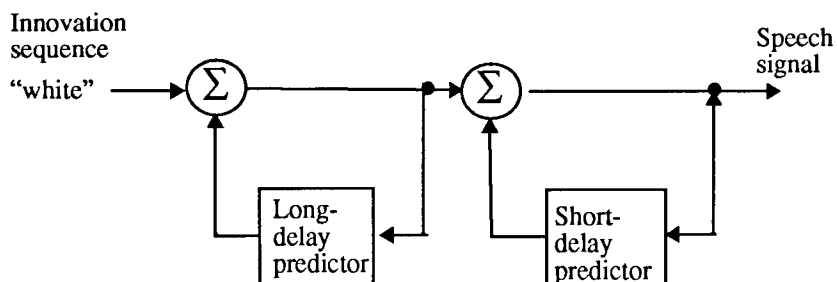 Innovation
sequence
“white”
Σ
Σ
Speech
signal
Long-
delay
predictor
Short-
delay
predictor